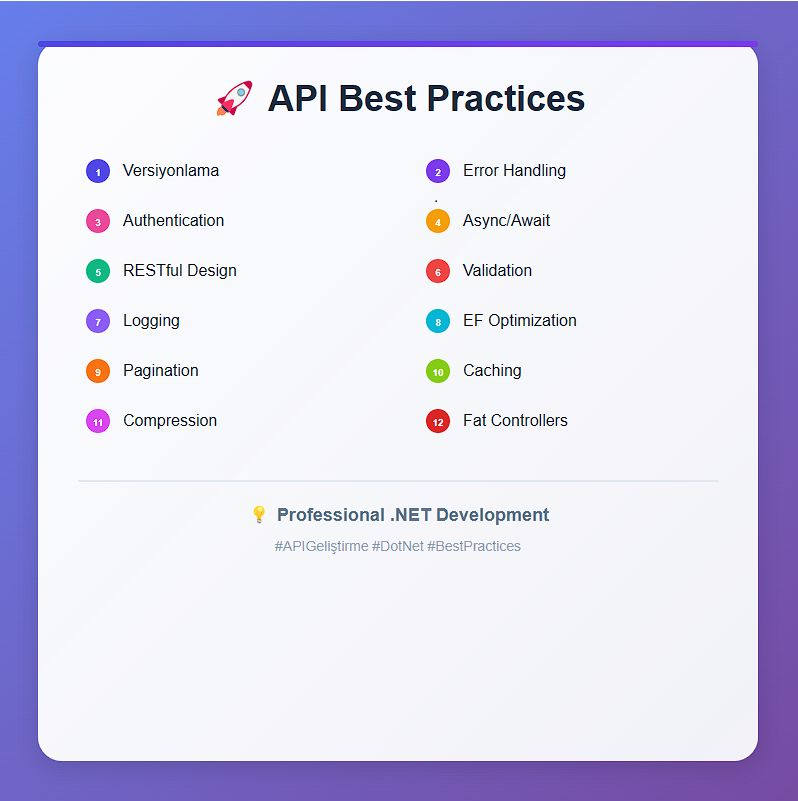 🚀 API Best Practices
1 Versiyonlama
2 Error Handling
.
3 Authentication
4 Async/Await
5 RESTful Design
6 Validation
7 Logging
8 EF Optimization
9 Pagination
10 Caching
11 Compression
12 Fat Controllers
💡 Professional .NET Development
#APIGeliştirme #DotNet #BestPractices